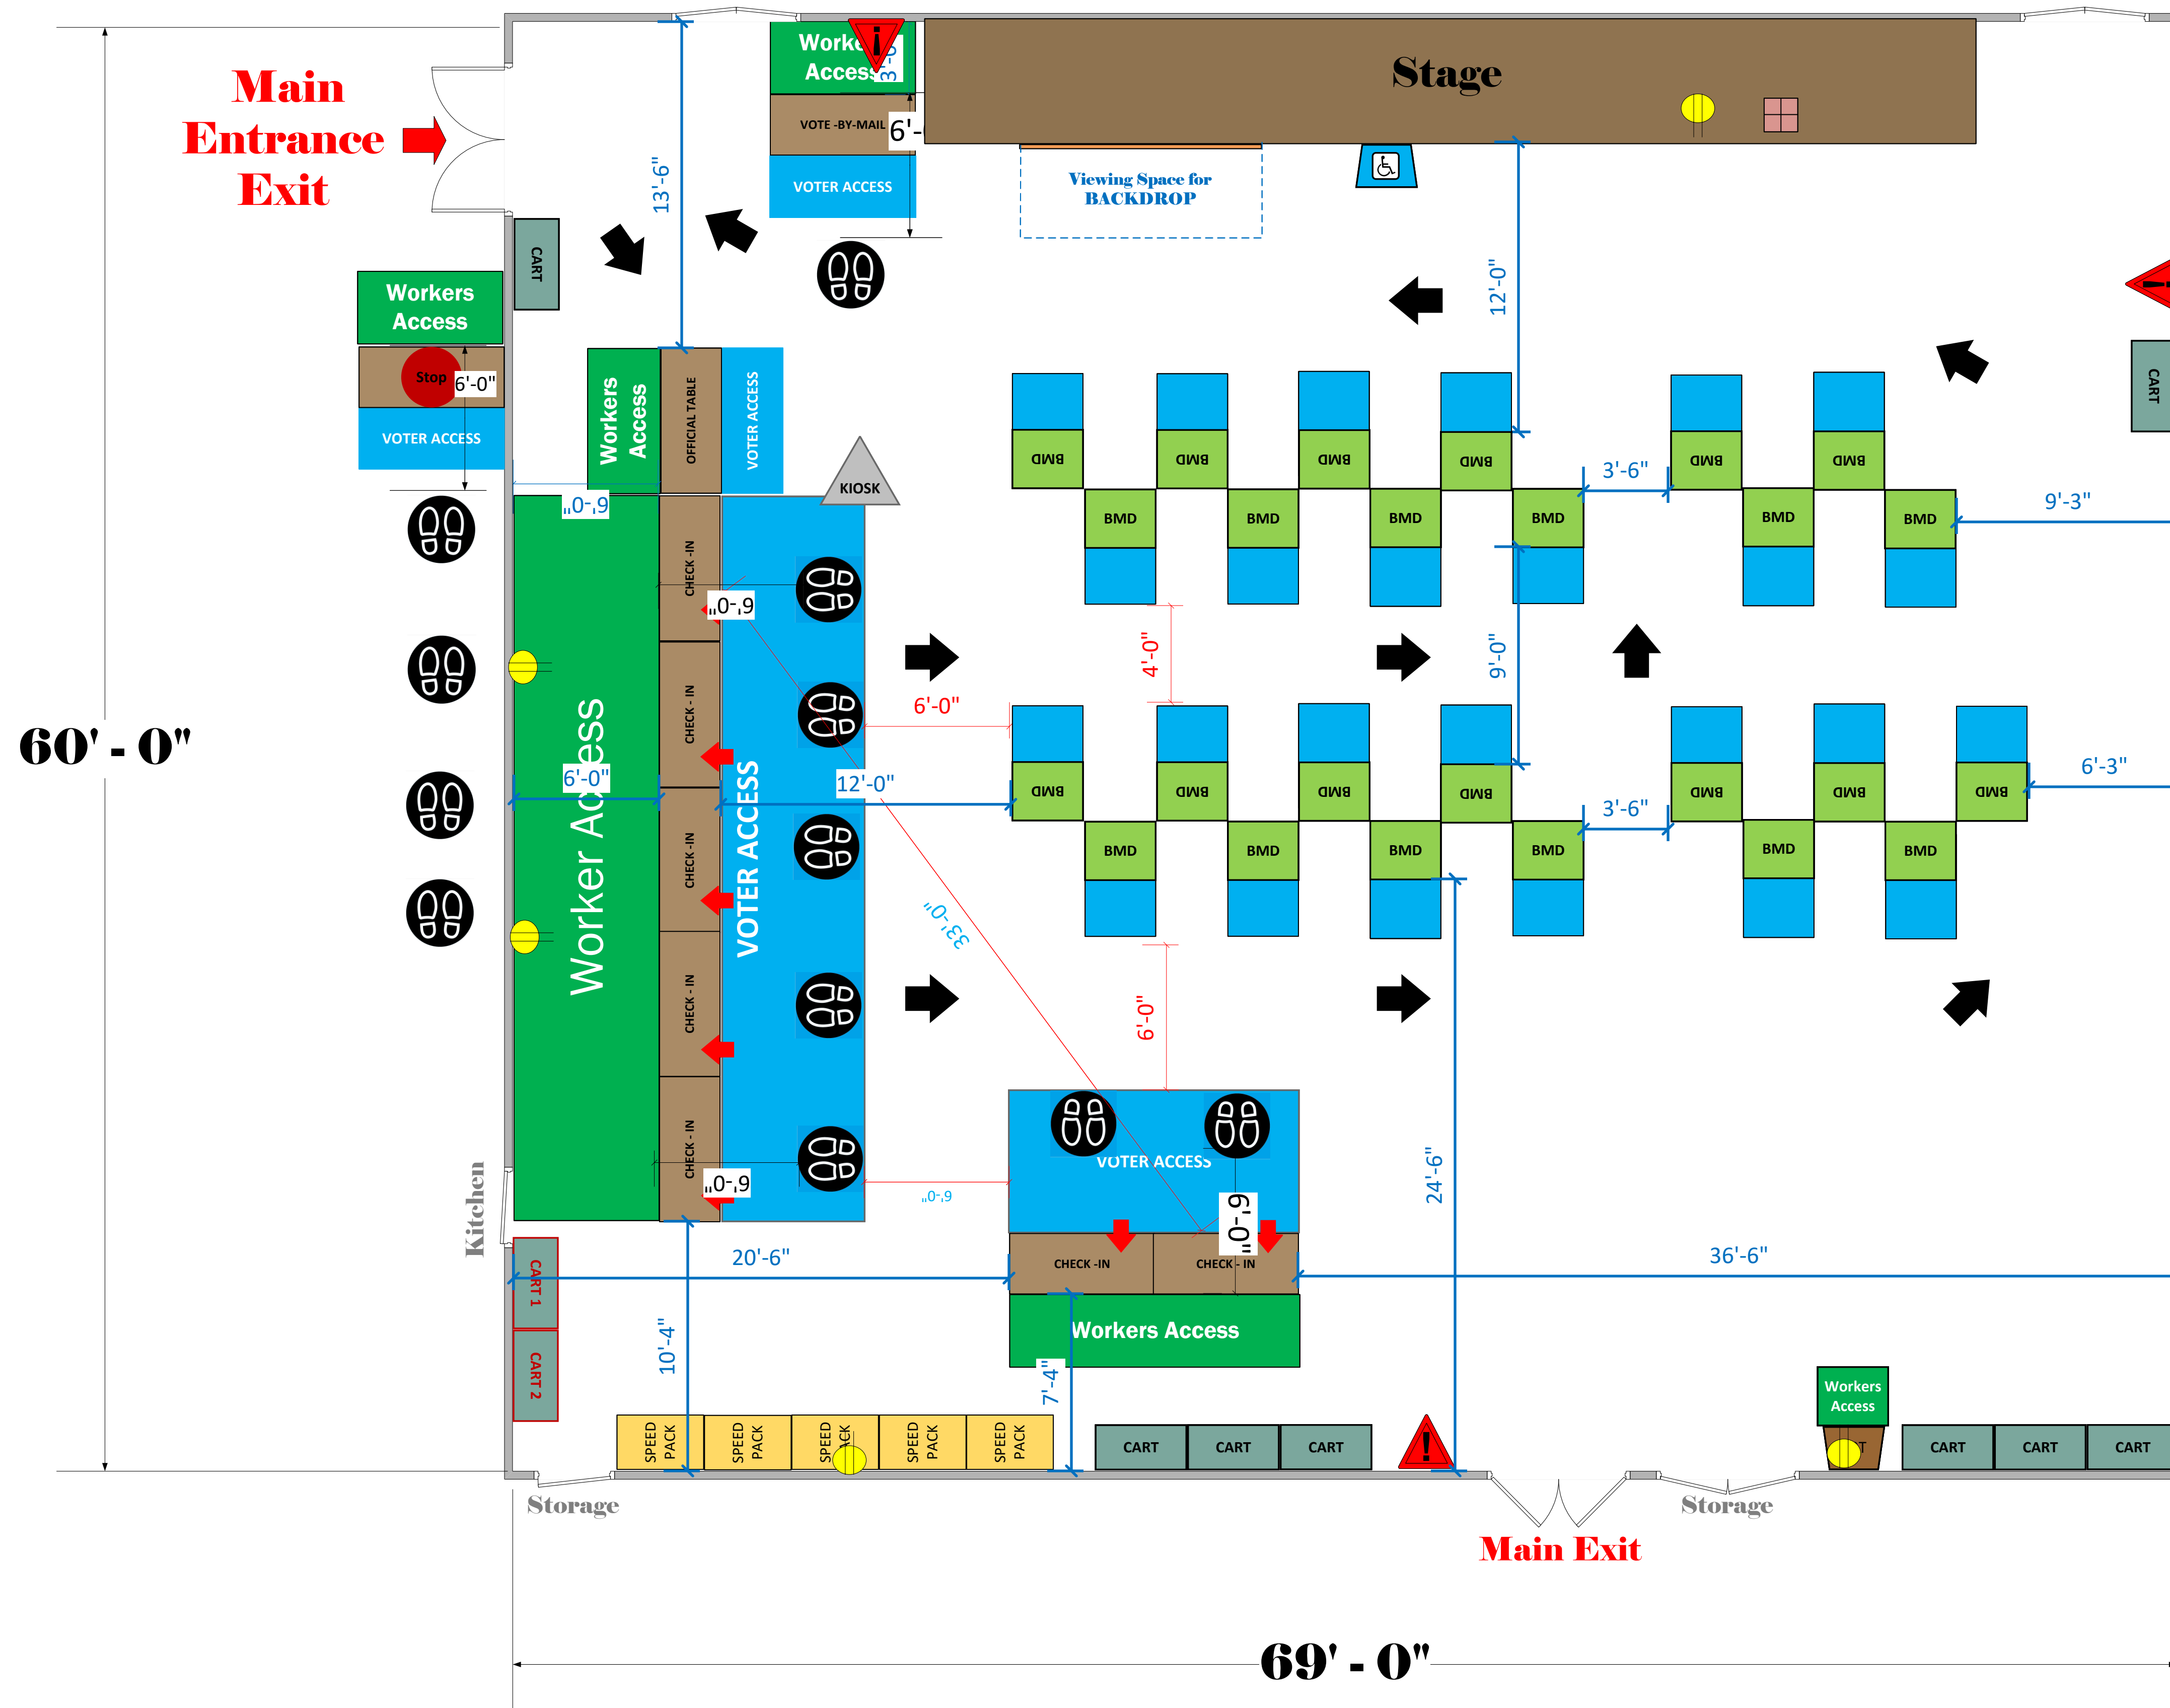 Main
Entrance
Exit
60' - 0"
Workers
Access
Stop
6'-0"
VOTER ACCESS
CART
13'-6"
Access
3'-6"
VOTE -BY-MAIL
VOTER ACCESS
Stage
Viewing Space for
BACKDROP
12'-0"
CART
Workers
Access
OFFICIAL TABLE
VOTER ACCESS
KIOSK
6'-0"
BMD
BMD
BMD
BMD
BMD
BMD
3'-6"
BMD
BMD
BMD
BMD
BMD
BMD
9'-3"
Worker Access
6'-0"
CHECK -IN
CHECK - IN
CHECK -IN
CHECK - IN
CHECK - IN
VOTER ACCESS
6'-0"
6'-0"
6'-0"
12'-0"
4'-0"
9'-0"
BMD
BMD
BMD
BMD
BMD
BMD
BMD
6'-3"
3'-6"
BMD
BMD
BMD
BMD
BMD
BMD
33'-0"
6'-0"
6'-0"
24'-6"
VOTER ACCESS
6'-0"
CHECK -IN
CHECK - IN
Workers Access
20'-6"
36'-6"
10'-4"
7'-4"
Kitchen
CART 1
CART 2
SPEED
PACK
SPEED
PACK
SPEED
SPEED
PACK
SPEED
PACK
CART
CART
CART
!
Workers
Access
CART
CART
CART
Storage
Main Exit
Storage
69' - 0"